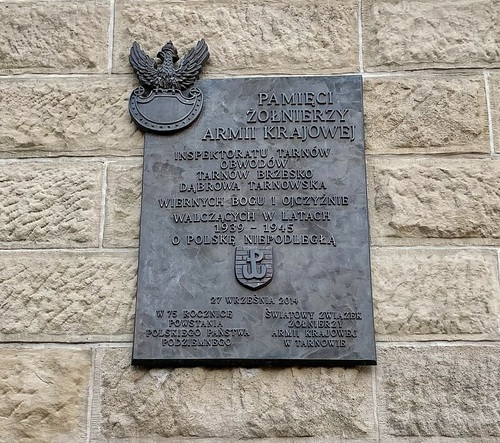 PAMIĘCI
ŻOŁNIERZY
ARMII KRAJOWEJ
INSPEKTORATU TARNÓW
OBWODÓW
TARNÓW BRZESKO
DĄBROWA TARNOWSKA
WIERNYCH BOGU I OJCZYŹNIE
WALCZĄCYCH W LATACH
1939 - 1945
O POLSKĘ NIEPODLEGŁĄ
27 WRZEŚNIA 2014
W 75 ROCZNICĘ
POWSTANIA
POLSKIEGO PAŃSTWA
PODZIEMNEGO
ŚWIATOWY ZWIĄZEK
ŻOŁNIERZY
ARMII KRAJOWEJ
W TARNOWIE